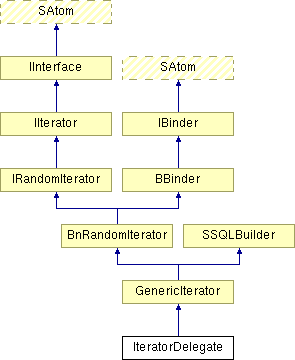 SAtom
IInterface
SAtom
IIterator
IBinder
IRandomIterator
BBinder
BnRandomIterator
SSQLBuilder
GenericIterator
IteratorDelegate